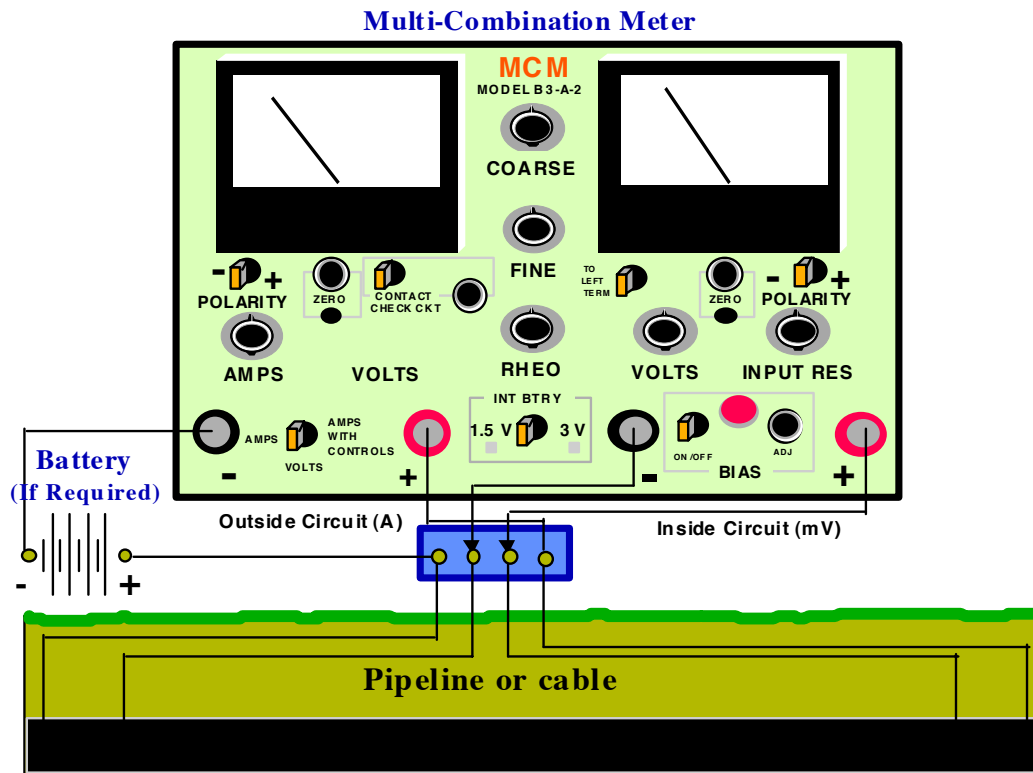 Multi-Combination Meter
MCM
MODEL B3-A-2
COARSE
FINE
- +
POLARITY
ZERO
CONTACT
CHECK CKT
TO
LEFT
TERM
ZERO
- +
POLARITY
AMPS
VOLTS
RHEO
VOLTS
INPUT RES
INT BTRY
1.5 V
3 V
AMPS
VOLTS
AMPS
WITH
CONTROLS
-
+
-
ON/OFF
ADJ
BIAS
+
Battery
(If Required)
Outside Circuit (A)
Inside Circuit (mV)
- +
Pipeline or cable